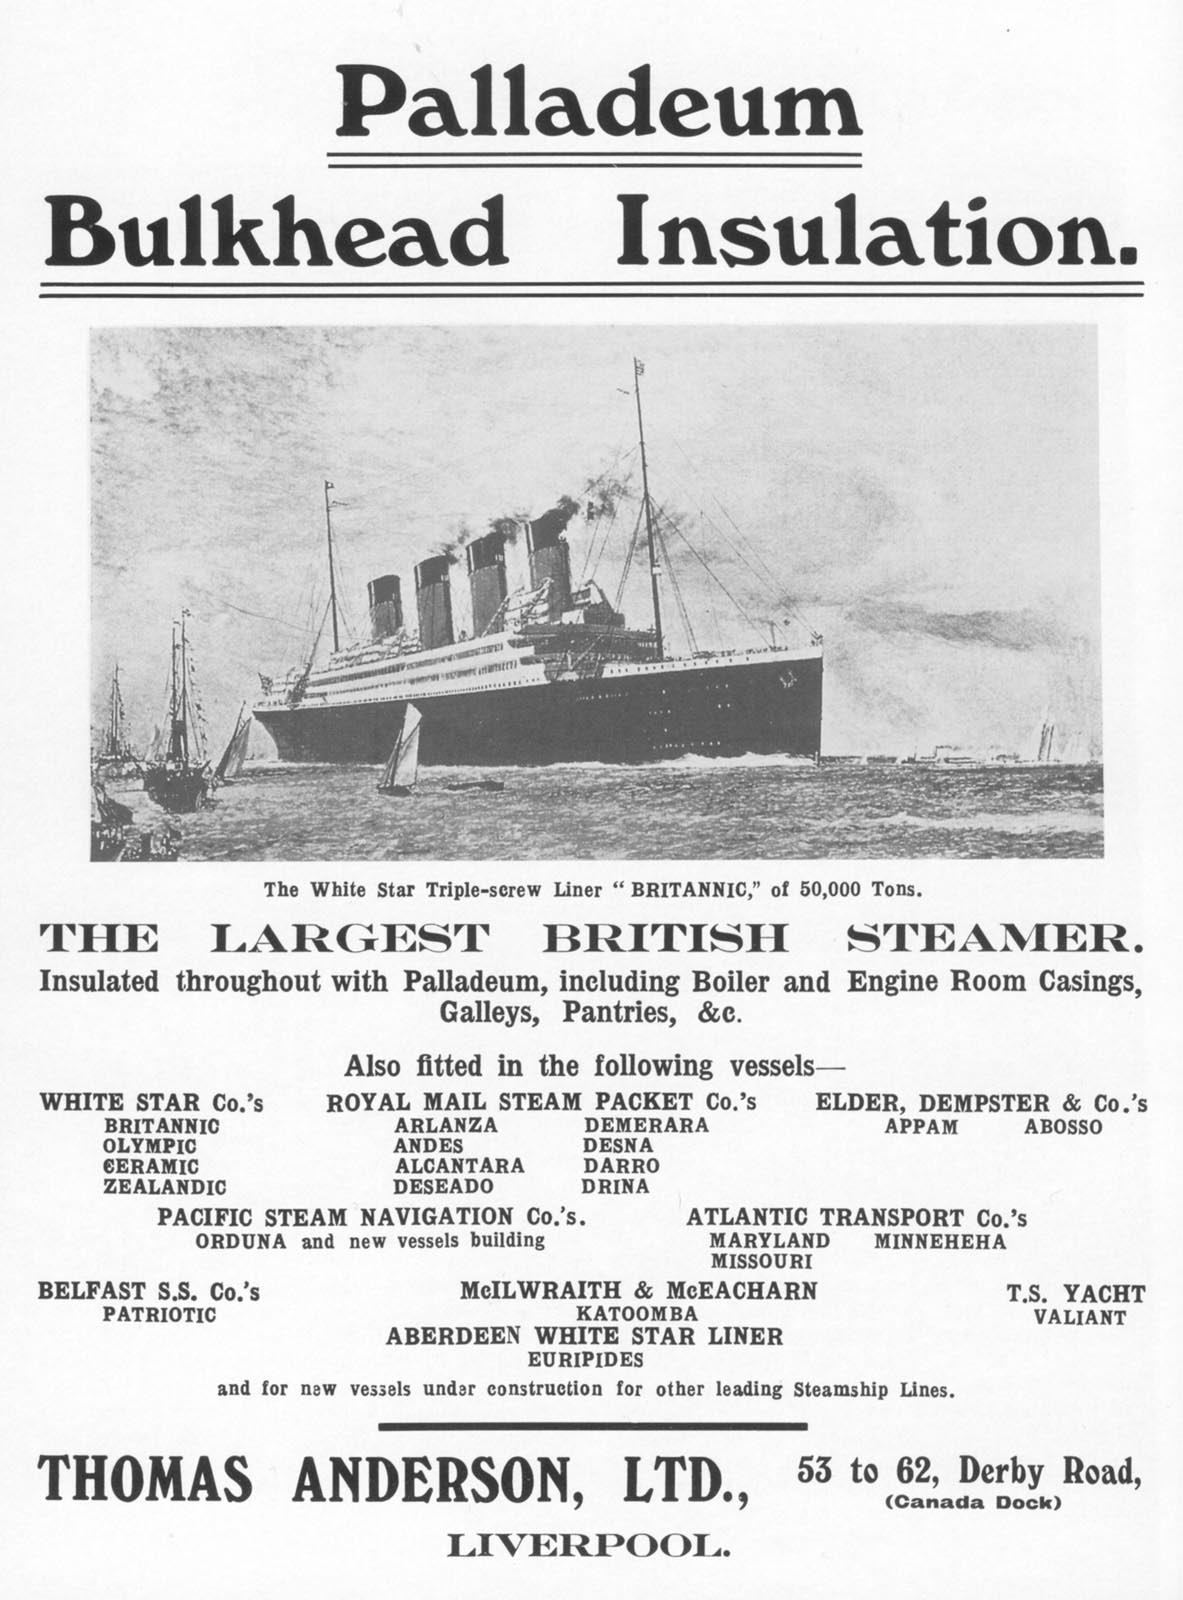 Palladeum
Bulkhead Insulation.
The White Star Triple-screw Liner "BRITANNIC," of 50,000 Tons.
THE LARGEST BRITISH STEAMER.
Insulated throughout with Palladeum, including Boiler and Engine Room Casings,
Galleys, Pantries, &c.
Also fitted in the following vessels—
WHITE STAR Co.'s ROYAL MAIL STEAM PACKET Co.'s ELDER, DEMPSTER & Co.'s
BRITANNIC ARLANZA DEMERARA APPAM ABOSSO
OLYMPIC ANDES DESNA
CERAMIC ALCANTARA DARRO
ZEALANDIC DESEADO DRINA
PACIFIC STEAM NAVIGATION Co.'s. ATLANTIC TRANSPORT Co.'s
ORDUNA and new vessels building MARYLAND MINNEHEHA
MISSOURI
BELFAST S.S. Co.'s McILWRAITH & McEACHARN T.S. YACHT
PATRIOTIC KATOOMBA VALIANT
ABERDEEN WHITE STAR LINER
EURIPIDES
and for new vessels under construction for other leading Steamship Lines.
THOMAS ANDERSON, LTD., 53 to 62, Derby Road,
(Canada Dock)
LIVERPOOL.